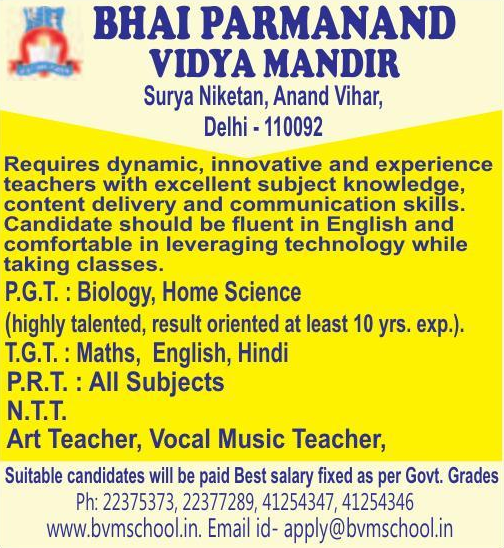 BHAI PARMANAND
VIDYA MANDIR
Surya Niketan, Anand Vihar,
Delhi - 110092
Requires dynamic, innovative and experience
teachers with excellent subject knowledge,
content delivery and communication skills.
Candidate should be fluent in English and
comfortable in leveraging technology while
taking classes.
P.G.T. : Biology, Home Science
(highly talented, result oriented at least 10 yrs. exp.).
T.G.T. : Maths, English, Hindi
P.R.T. : All Subjects
N.T.T.
Art Teacher, Vocal Music Teacher,
Suitable candidates will be paid Best salary fixed as per Govt. Grades
Ph: 22375373, 22377289, 41254347, 41254346
www.bvmschool.in. Email id- apply@bvmschool.in